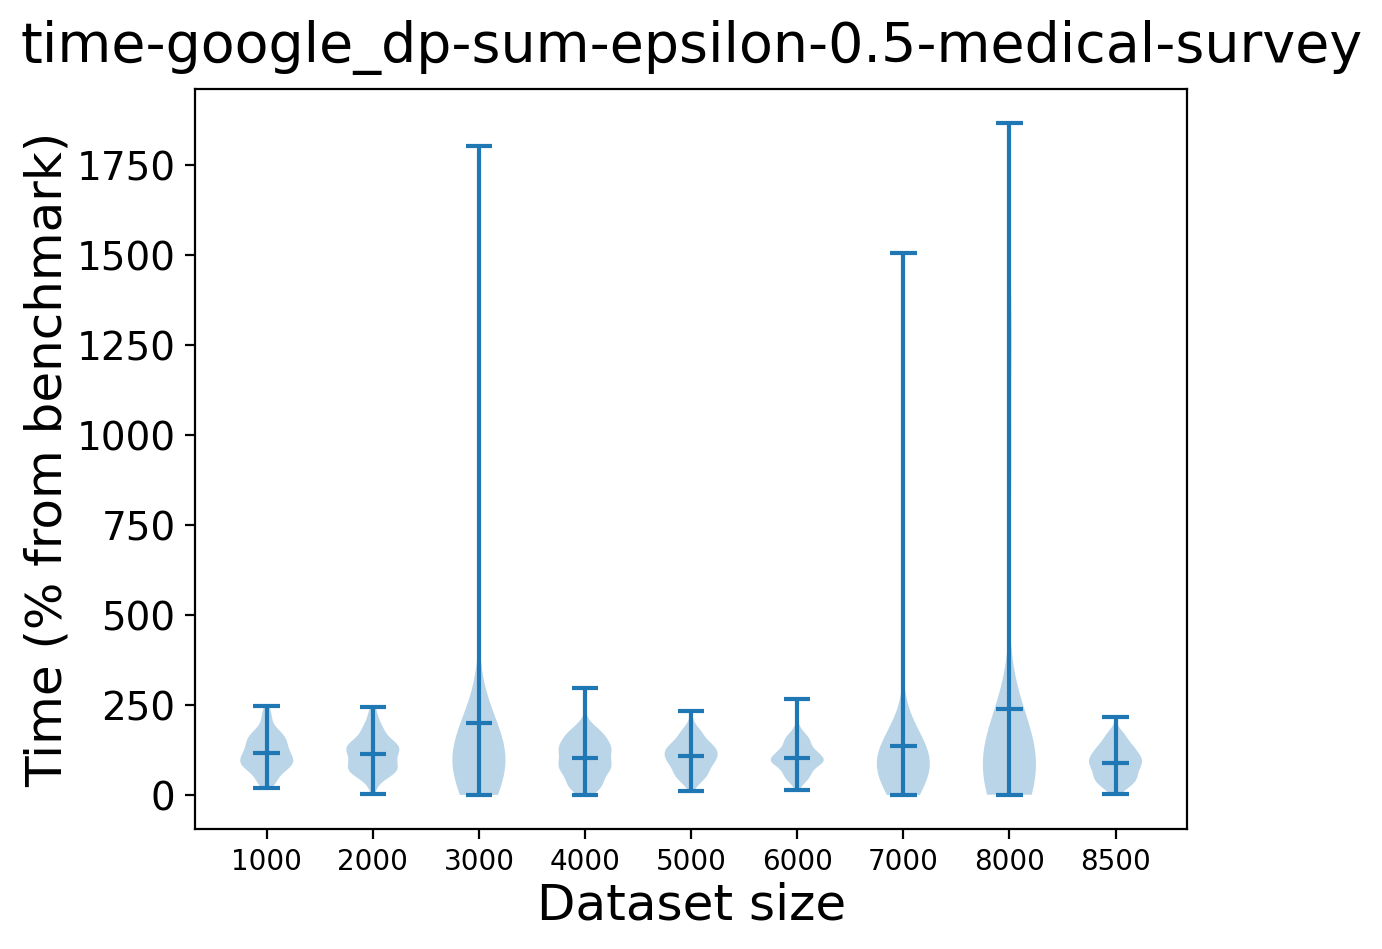 time-google_dp-sum-epsilon-0.5-medical-survey
Time (% from benchmark)
1750
1500
1250
1000
750
500
250
0
1000 2000 3000 4000 5000 6000 7000 8000 8500
Dataset size